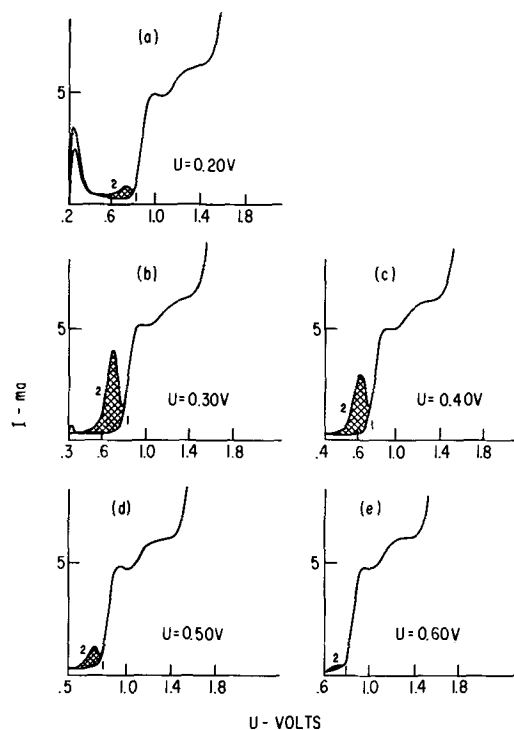 (a)
5
2
U=0.20V
.2 .6 1.0 1.4 1.8
(b)
5
2
U=0.30V
1
.3 .6 1.0 1.4 1.8
(c)
5
2
U=0.40V
1
.4 .6 1.0 1.4 1.8
I - ma
(d)
5
2
U=0.50V
.5 1.0 1.4 1.8
(e)
5
2
U=0.60V
.6 1.0 1.4 1.8
U - VOLTS